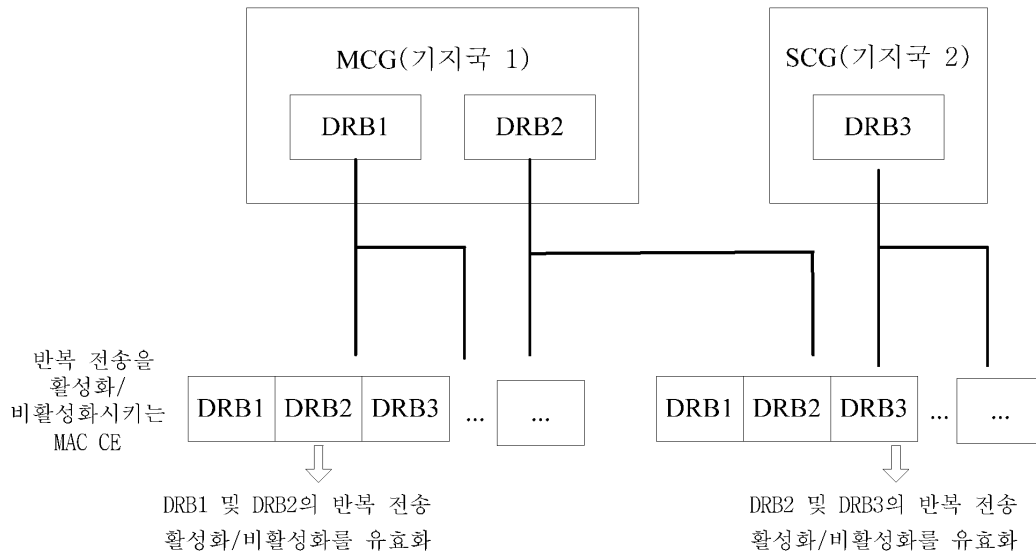 MCG(기지국 1)
SCG(기지국 2)
DRB1
DRB2
DRB3
반복 전송을
활성화/
비활성화시키는
MAC CE
DRB1 DRB2 DRB3 ... ...
DRB1 DRB2 DRB3 ... ...
DRB1 및 DRB2의 반복 전송
활성화/비활성화를 유효화
DRB2 및 DRB3의 반복 전송
활성화/비활성화를 유효화